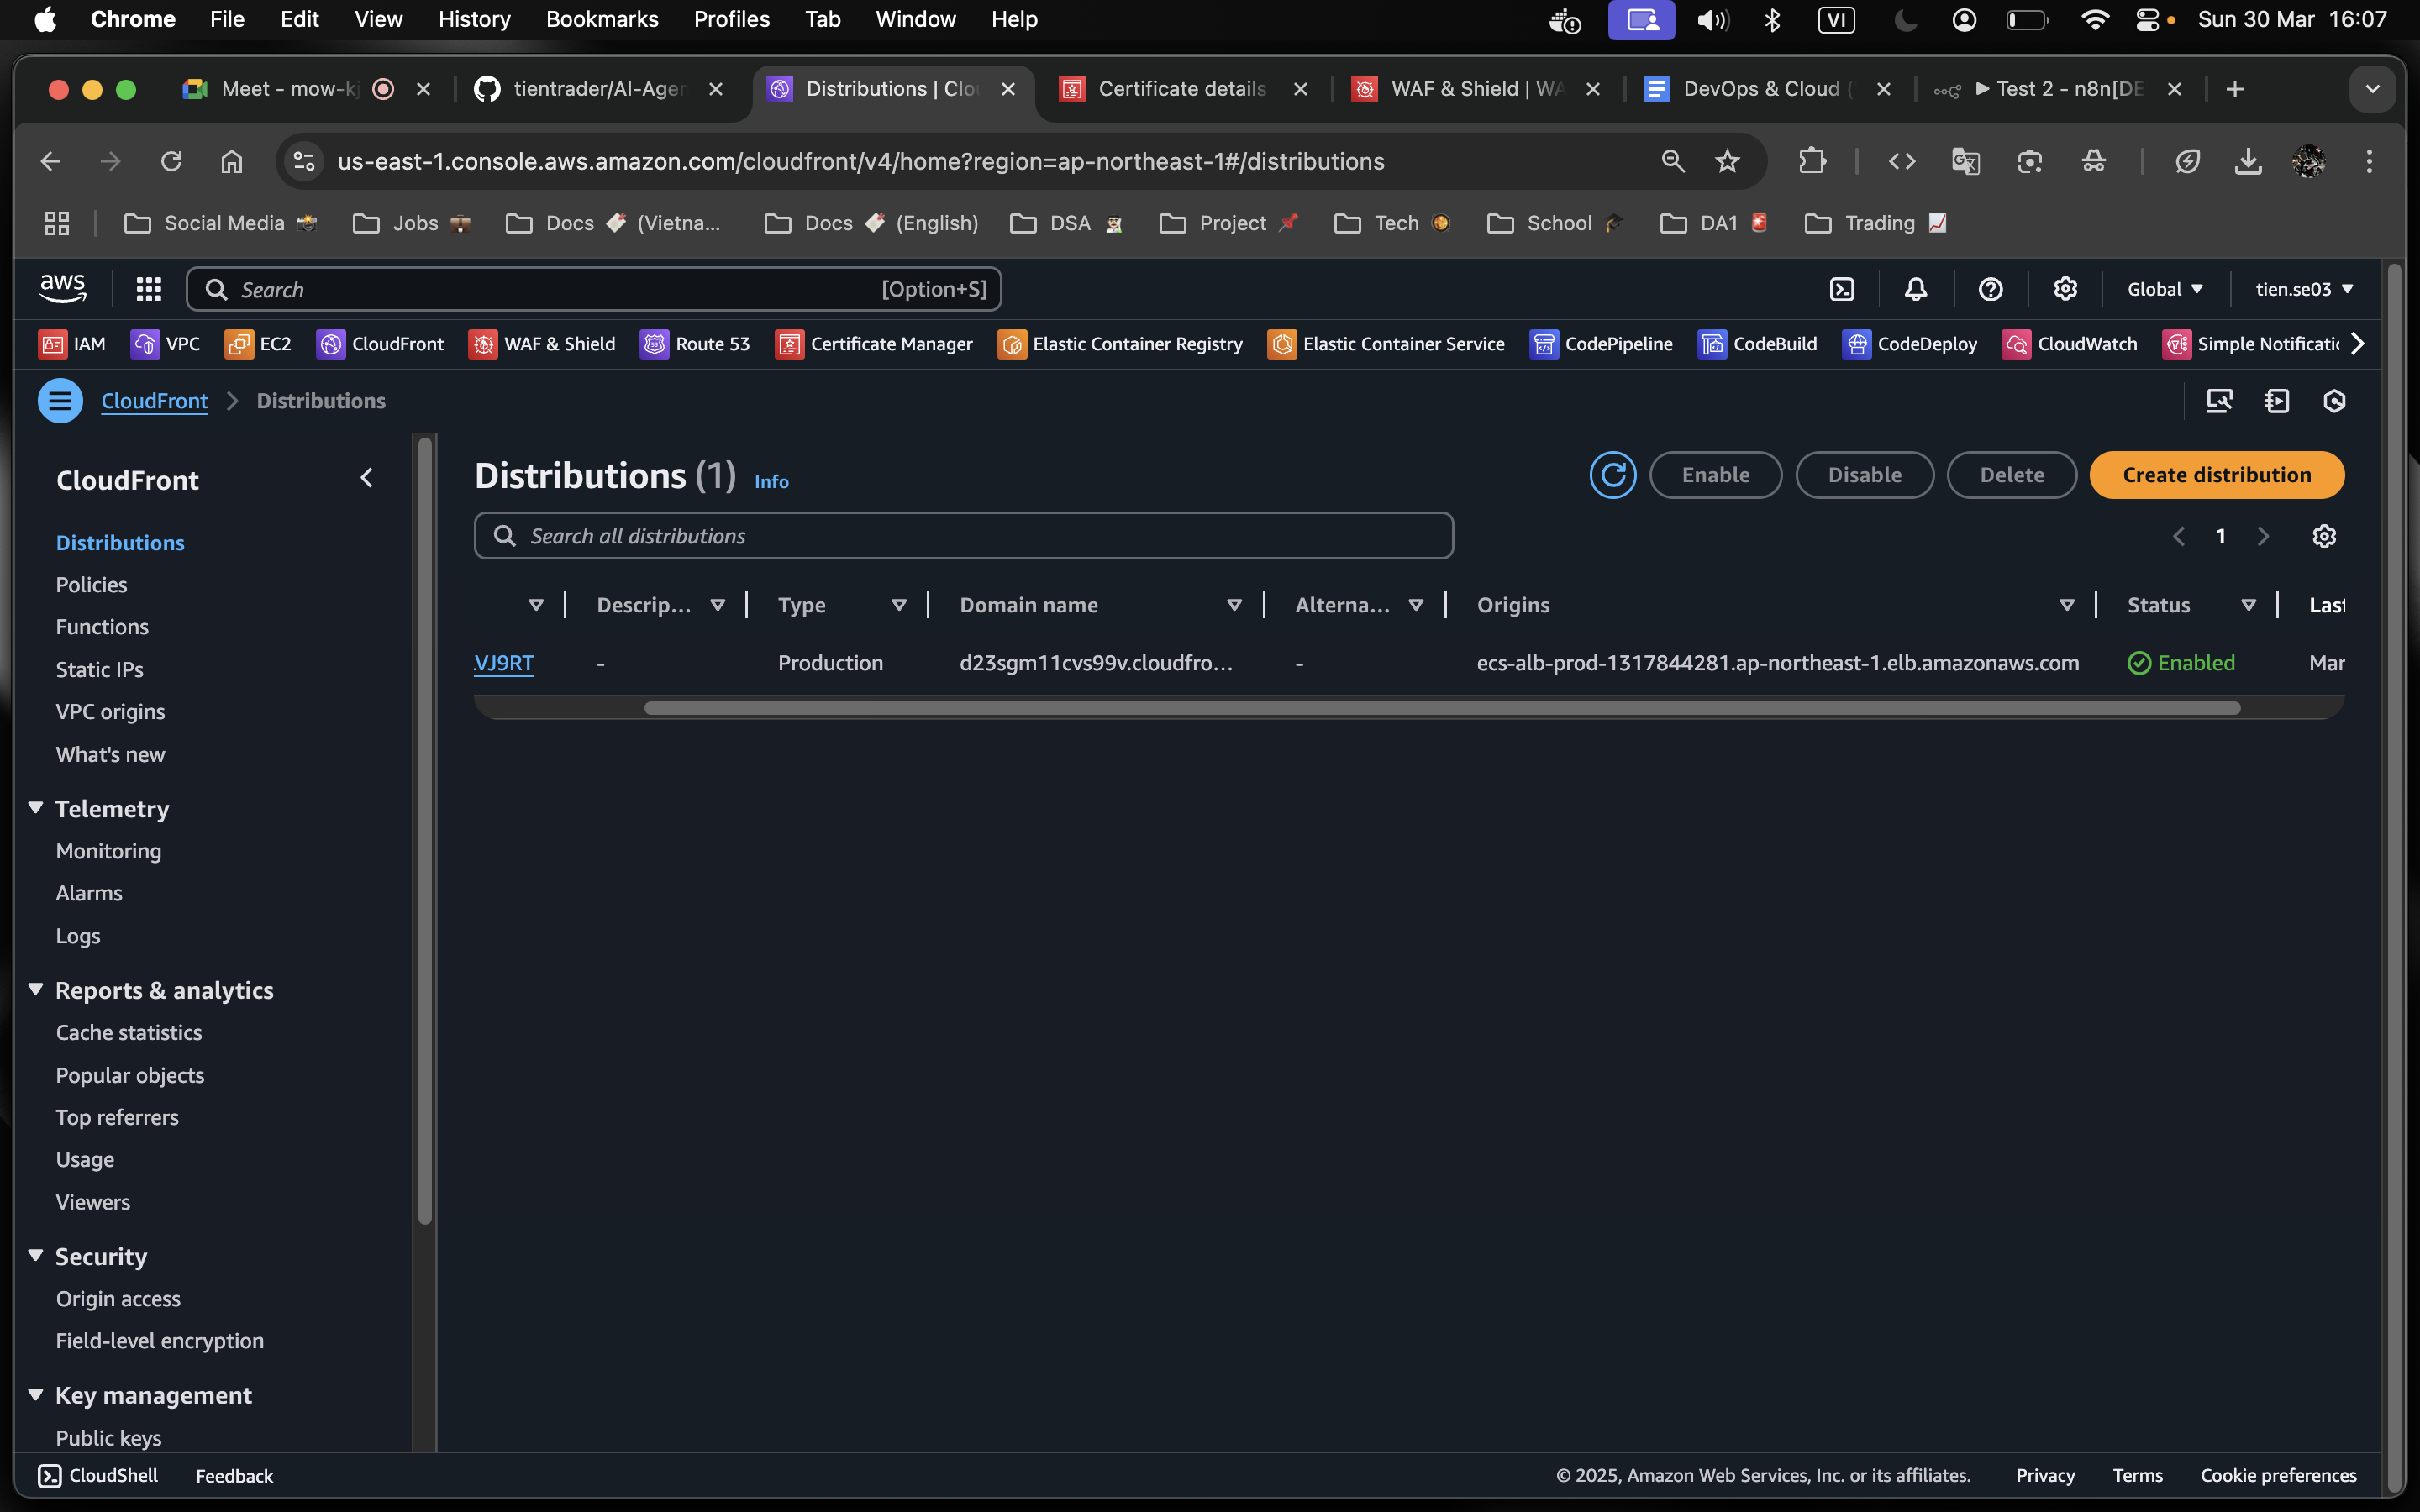 Chrome File Edit View History Bookmarks Profiles Tab Window Help VI Sun 30 Mar 16:07
Meet - mow-kj tientrader/AI-Agen Distributions | Clou Certificate details WAF & Shield | WA DevOps & Cloud ( ▶ Test 2 - n8n[DE
us-east-1.console.aws.amazon.com/cloudfront/v4/home?region=ap-northeast-1#/distributions
Social Media Jobs Docs (Vietna... Docs (English) DSA Project Tech School DA1 Trading
aws Search [Option+S] Global tien.se03
IAM VPC EC2 CloudFront WAF & Shield Route 53 Certificate Manager Elastic Container Registry Elastic Container Service CodePipeline CodeBuild CodeDeploy CloudWatch Simple Notificatic
CloudFront Distributions
CloudFront
Distributions
Policies
Functions
Static IPs
VPC origins
What's new
Telemetry
Monitoring
Alarms
Logs
Reports & analytics
Cache statistics
Popular objects
Top referrers
Usage
Viewers
Security
Origin access
Field-level encryption
Key management
Public keys
Distributions (1) Info Enable Disable Delete Create distribution
Search all distributions 1
Descrip... Type Domain name Alterna... Origins Status Last
VJ9RT - Production d23sgm11cvs99v.cloudfro... - ecs-alb-prod-1317844281.ap-northeast-1.elb.amazonaws.com Enabled Mar
CloudShell Feedback © 2025, Amazon Web Services, Inc. or its affiliates. Privacy Terms Cookie preferences